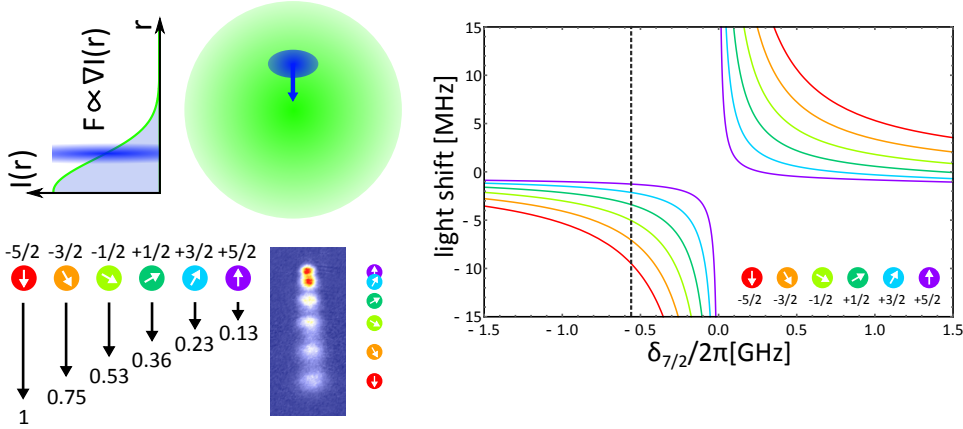 r
F ∝ ∇I(r)
I(r)
-5/2 -3/2 -1/2 +1/2 +3/2 +5/2
1 0.75 0.53 0.36 0.23 0.13
light shift [MHz]
15
10
5
0
- 5
- 10
- 15
-5/2 -3/2 -1/2 +1/2 +3/2 +5/2
-1.5 -1.0 -0.5 0.0 0.5 1.0 1.5
δ7/2/2π[GHz]